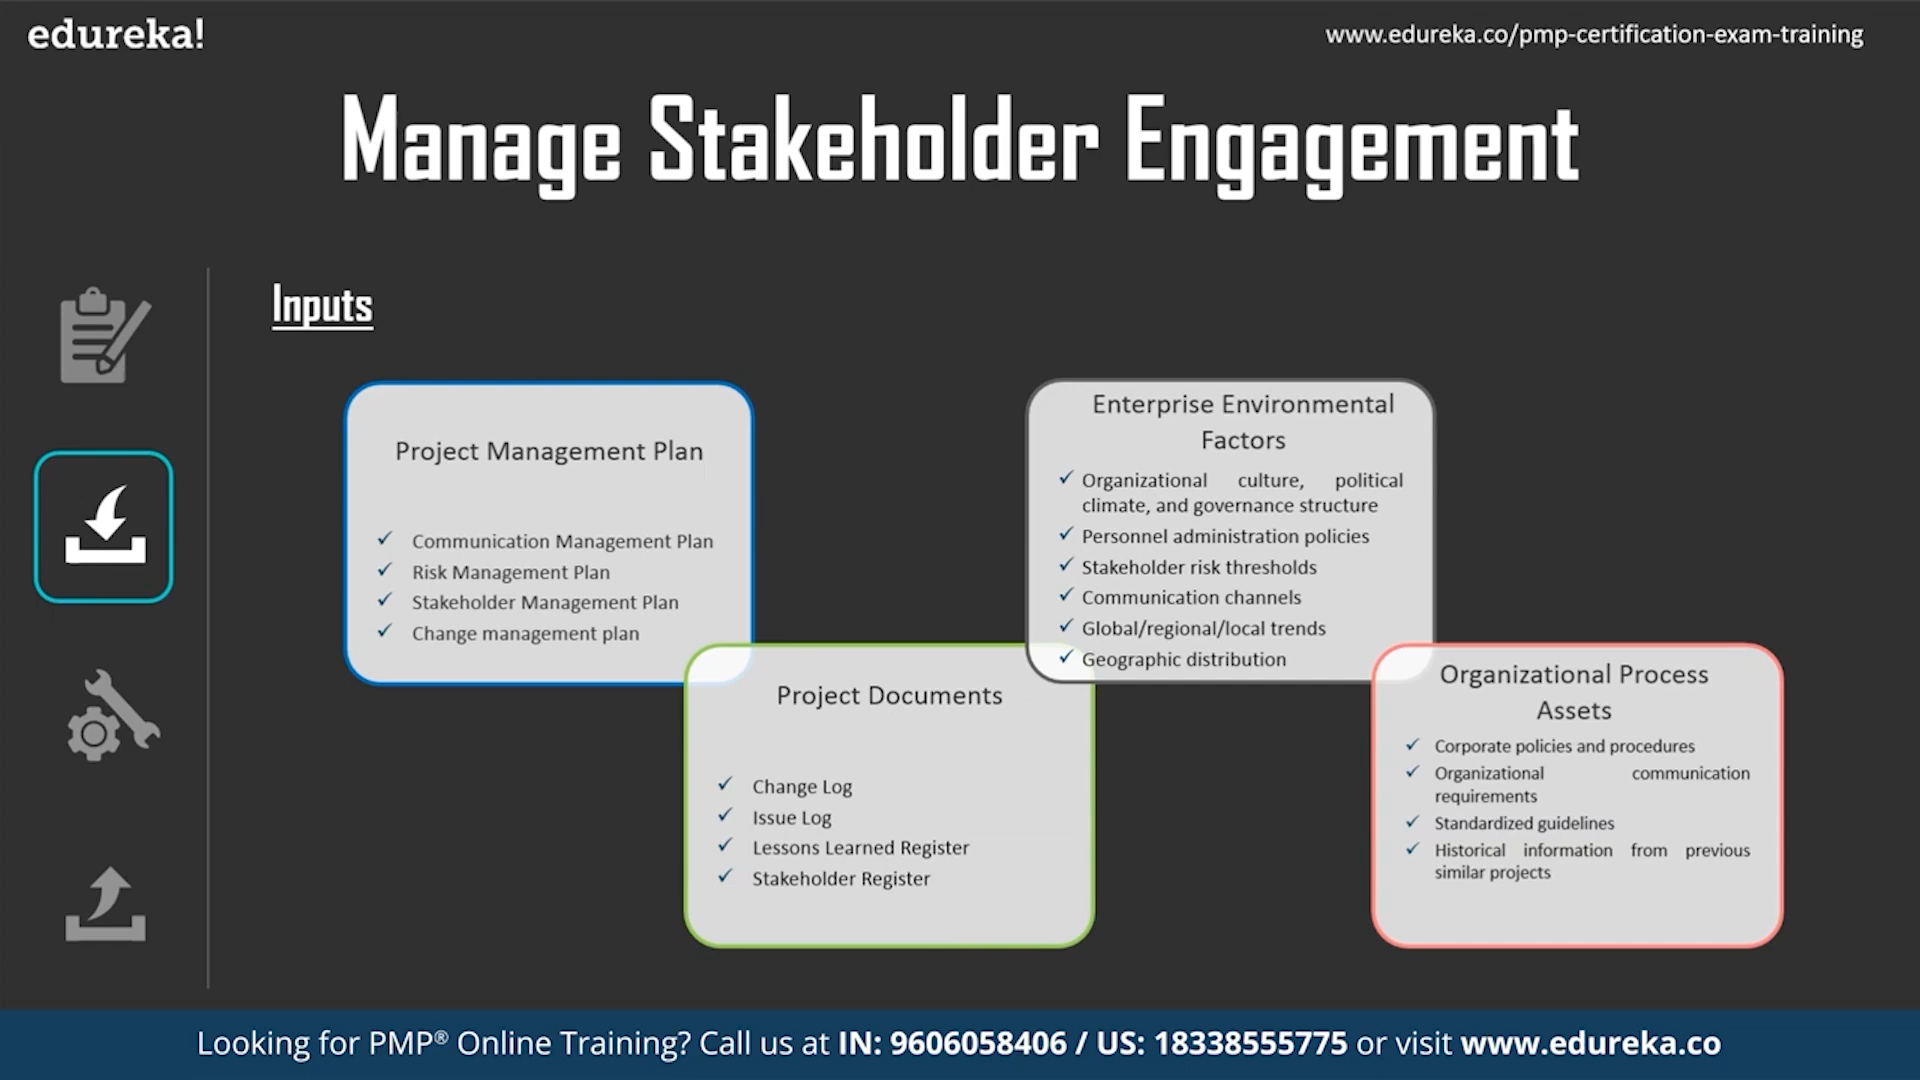 edureka!
www.edureka.co/pmp-certification-exam-training
Manage Stakeholder Engagement
Inputs
Project Management Plan
Communication Management Plan
Risk Management Plan
Stakeholder Management Plan
Change management plan
Project Documents
Change Log
Issue Log
Lessons Learned Register
Stakeholder Register
Enterprise Environmental
Factors
Organizational culture, political
climate, and governance structure
Personnel administration policies
Stakeholder risk thresholds
Communication channels
Global/regional/local trends
Geographic distribution
Organizational Process
Assets
Corporate policies and procedures
Organizational communication
requirements
Standardized guidelines
Historical information from previous
similar projects
Looking for PMP® Online Training? Call us at IN: 9606058406 / US: 18338555775 or visit www.edureka.co